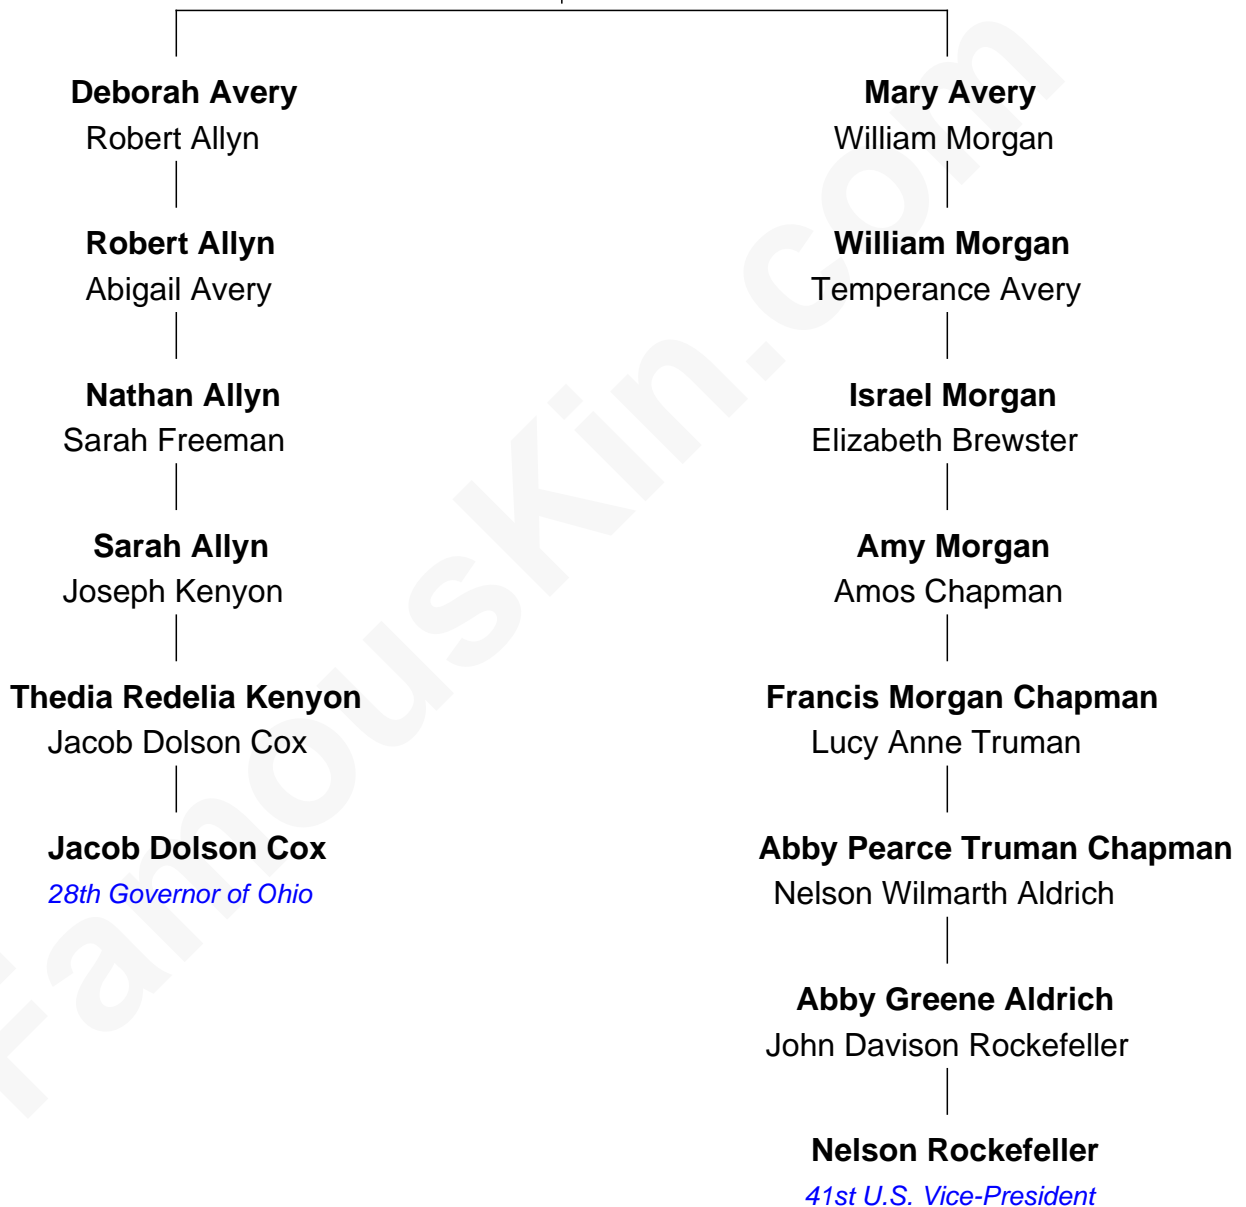 Deborah Avery
Robert Allyn
Robert Allyn
Abigail Avery
Nathan Allyn
Sarah Freeman
Sarah Allyn
Joseph Kenyon
Thedia Redelia Kenyon
Jacob Dolson Cox
Jacob Dolson Cox
28th Governor of Ohio
Mary Avery
William Morgan
William Morgan
Temperance Avery
Israel Morgan
Elizabeth Brewster
Amy Morgan
Amos Chapman
Francis Morgan Chapman
Lucy Anne Truman
Abby Pearce Truman Chapman
Nelson Wilmarth Aldrich
Abby Greene Aldrich
John Davison Rockefeller
Nelson Rockefeller
41st U.S. Vice-President
FamousKin.com